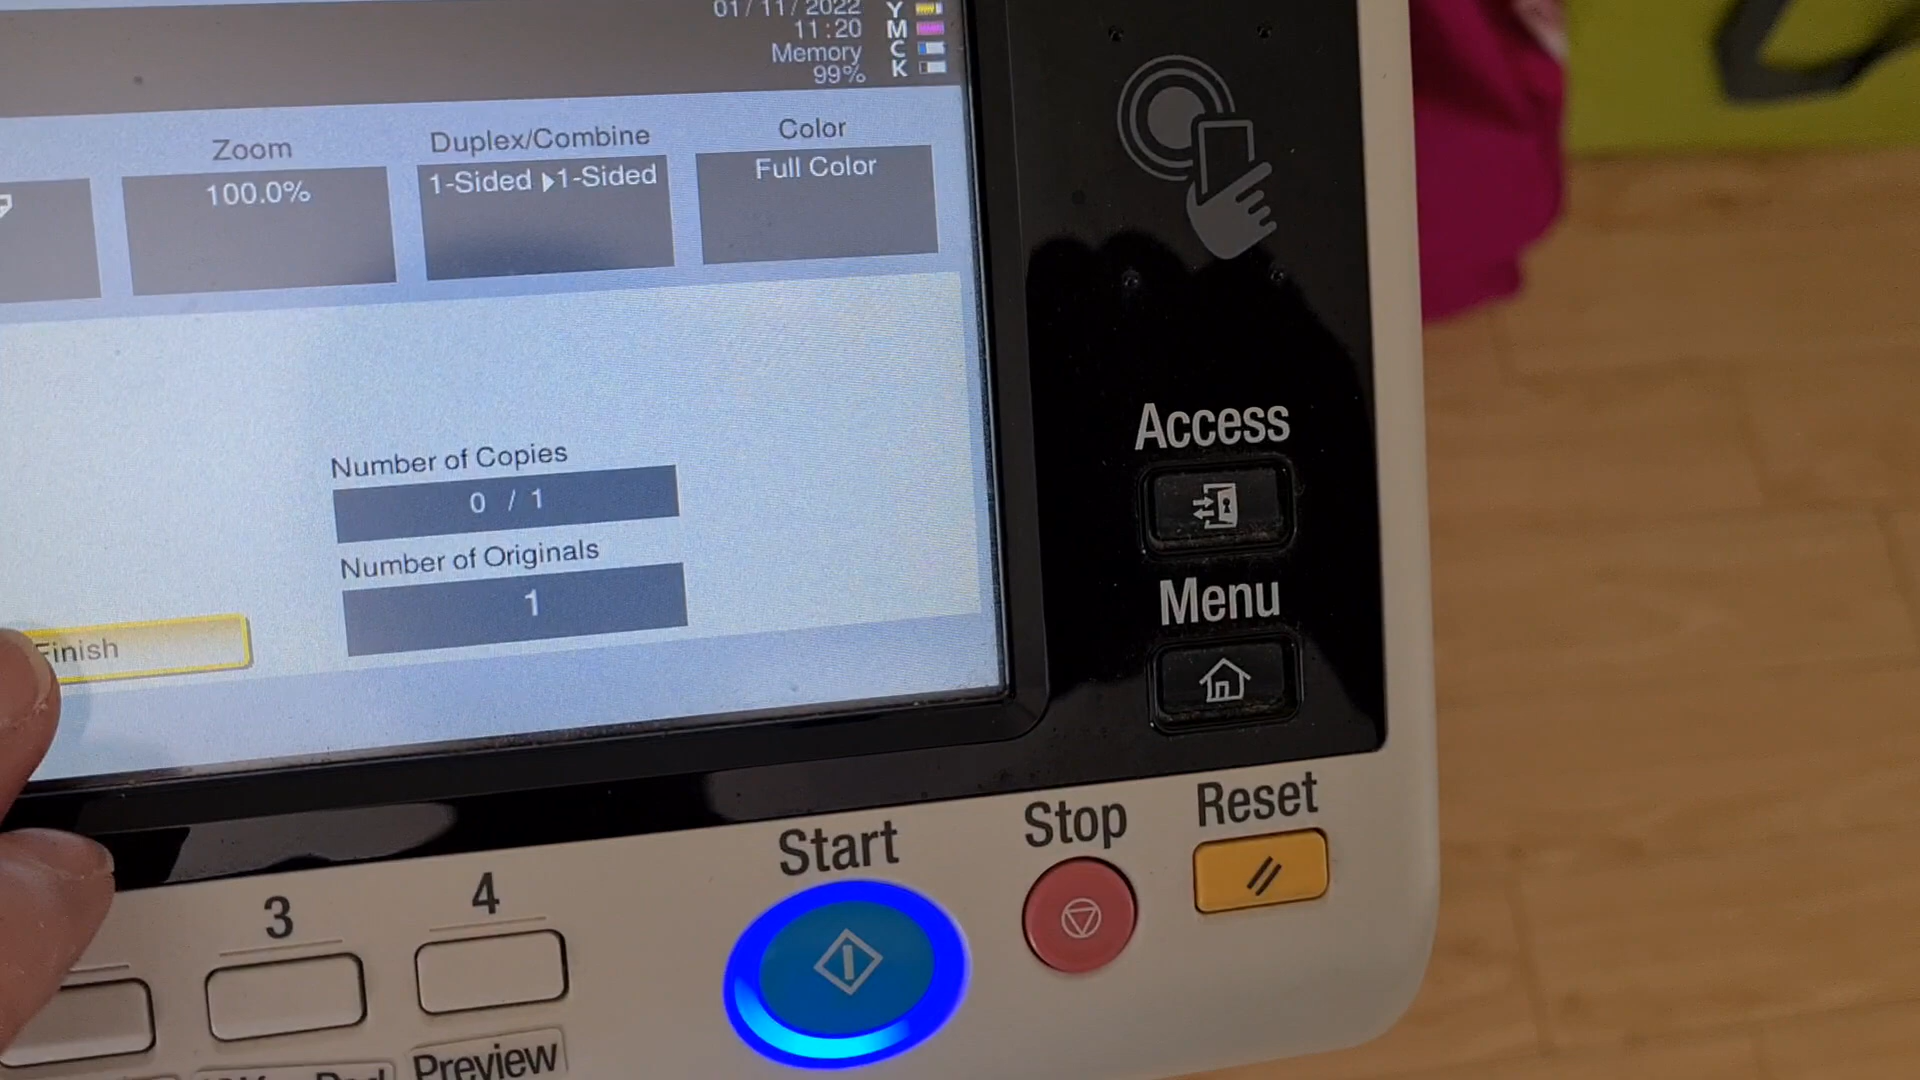 01/11/2022
11:20
Memory
99%
Y
M
C
K
Zoom
Duplex/Combine
Color
100.0%
1-Sided ▸1-Sided
Full Color
Number of Copies
0 / 1
Number of Originals
1
Finish
Access
Menu
Start
Stop
Reset
3
4
Preview